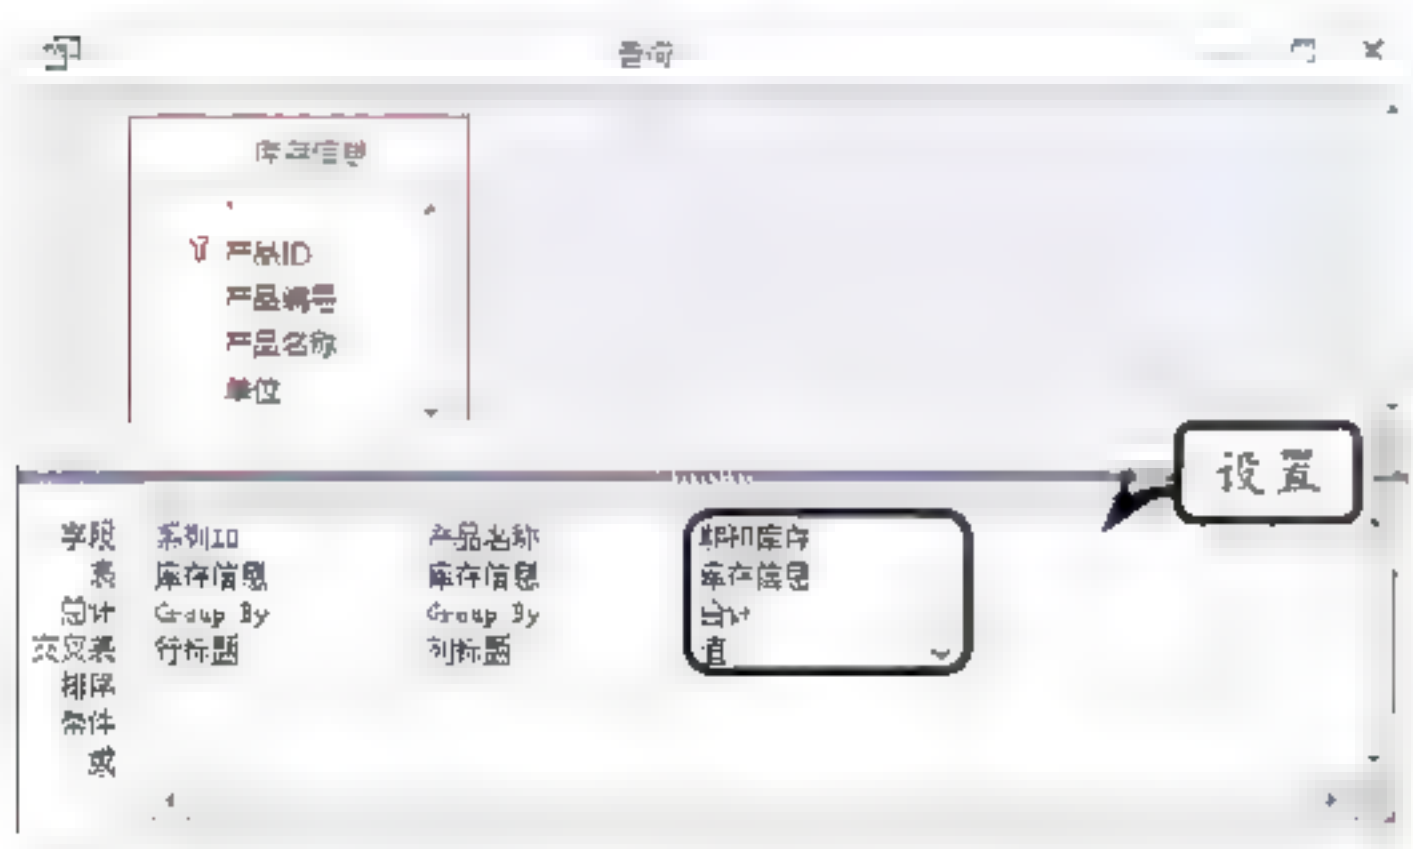 查询
库存信息
产品ID
产品编号
产品名称
单位
设置
字段 系列ID 产品名称 期初库存
表 库存信息 库存信息 库存信息
总计 Group By Group By 合计
交叉表 行标题 列标题 值
排序
条件
或